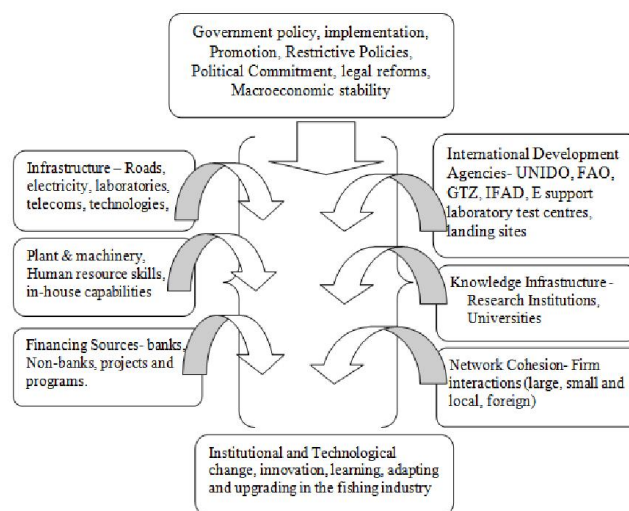 Government policy, implementation,
Promotion, Restrictive Policies,
Political Commitment, legal reforms,
Macroeconomic stability
Infrastructure – Roads,
electricity, laboratories,
telecoms, technologies,
Plant & machinery,
Human resource skills,
in-house capabilities
Financing Sources- banks,
Non-banks, projects and
programs.
International Development
Agencies- UNIDO, FAO,
GTZ, IFAD, E support
laboratory test centres,
landing sites
Knowledge Infrastructure -
Research Institutions,
Universities
Network Cohesion- Firm
interactions (large, small and
local, foreign)
Institutional and Technological
change, innovation, learning, adapting
and upgrading in the fishing industry